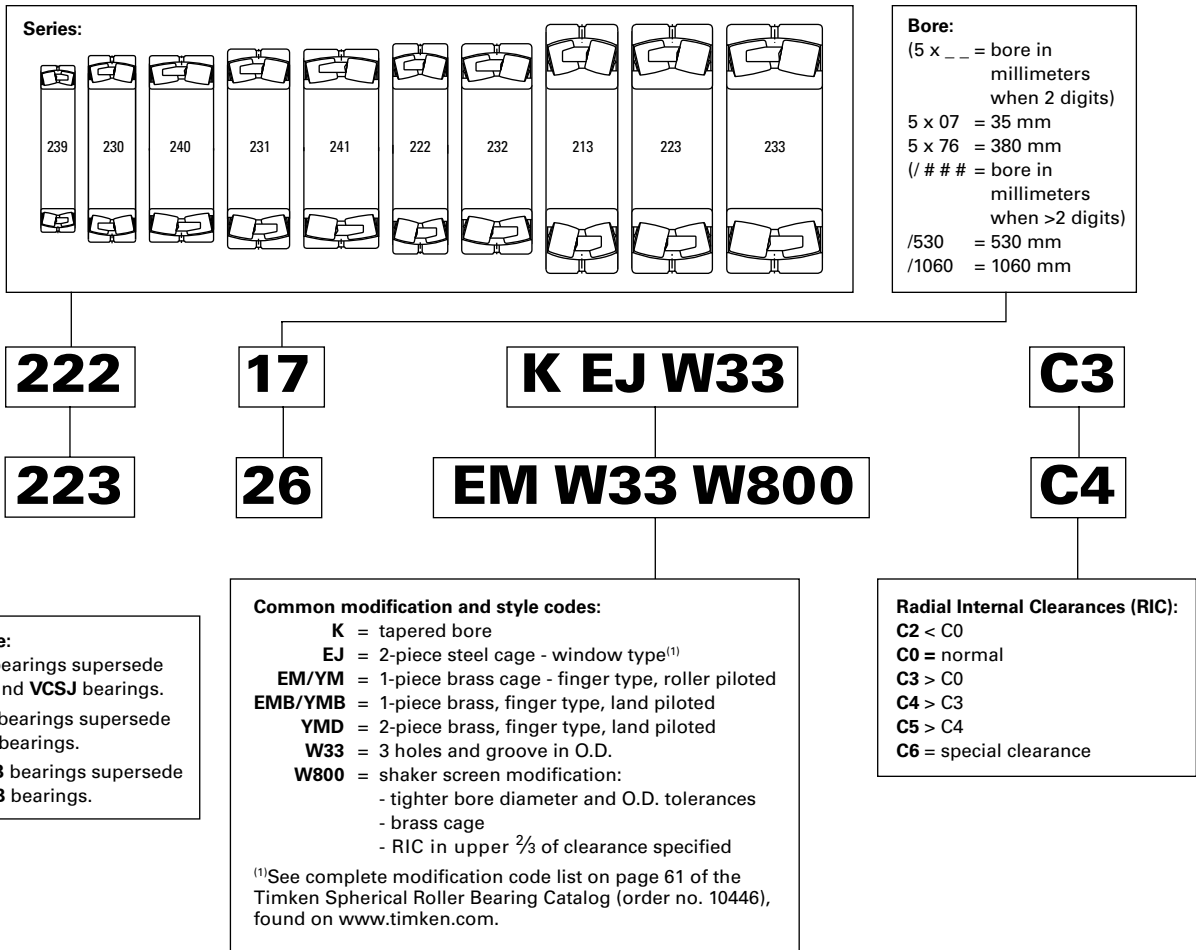 Series:
239 230 240 231 241 222 232 213 223 233
Bore:
(5 x _ _ = bore in
millimeters
when 2 digits)
5 x 07 = 35 mm
5 x 76 = 380 mm
(/ # # # = bore in
millimeters
when >2 digits)
/530 = 530 mm
/1060 = 1060 mm
222 17 K EJ W33 C3
223 26 EM W33 W800 C4
e:
bearings supersede
nd VCSJ bearings.
bearings supersede
bearings.
bearings supersede
bearings.
Common modification and style codes:
K = tapered bore
EJ = 2-piece steel cage - window type(1)
EM/YM = 1-piece brass cage - finger type, roller piloted
EMB/YMB = 1-piece brass, finger type, land piloted
YMD = 2-piece brass, finger type, land piloted
W33 = 3 holes and groove in O.D.
W800 = shaker screen modification:
- tighter bore diameter and O.D. tolerances
- brass cage
- RIC in upper 2/3 of clearance specified
(1)See complete modification code list on page 61 of the
Timken Spherical Roller Bearing Catalog (order no. 10446),
found on www.timken.com.
Radial Internal Clearances (RIC):
C2 < C0
C0 = normal
C3 > C0
C4 > C3
C5 > C4
C6 = special clearance